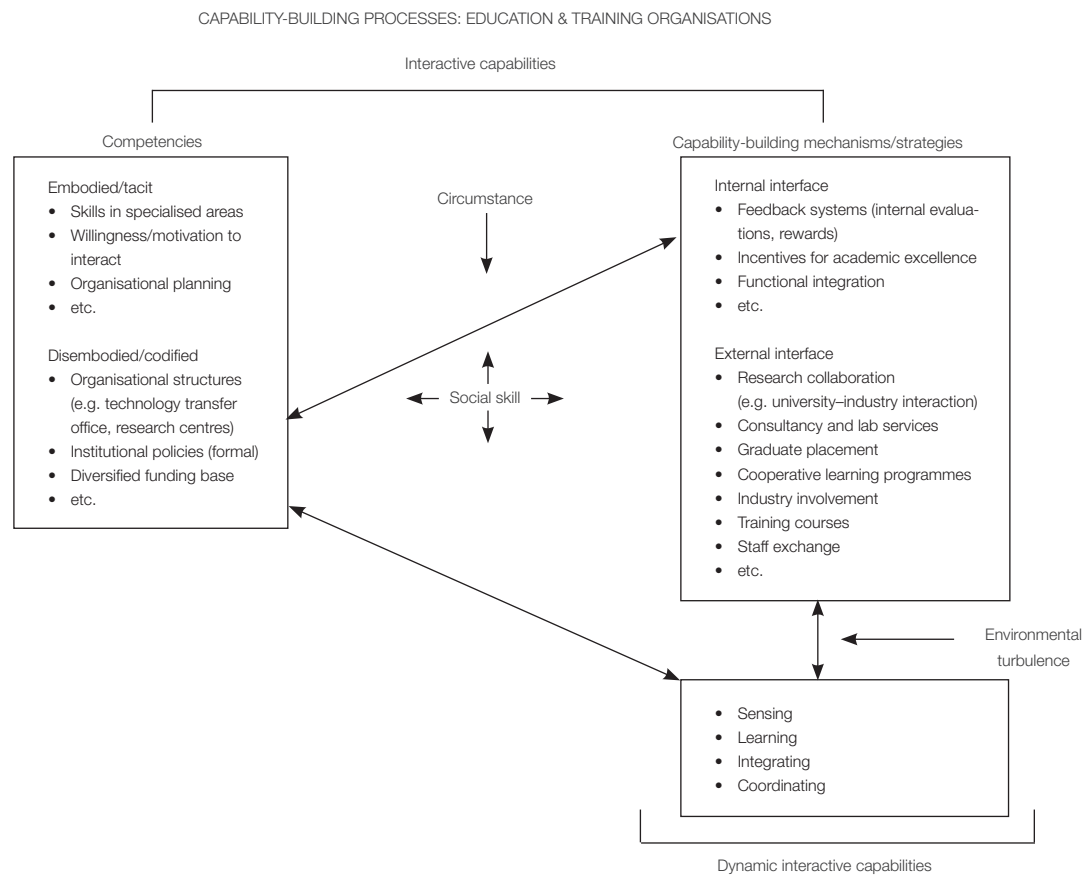 CAPABILITY-BUILDING PROCESSES: EDUCATION & TRAINING ORGANISATIONS
Interactive capabilities
Competencies
Embodied/tacit
• Skills in specialised areas
• Willingness/motivation to
interact
• Organisational planning
• etc.
Disembodied/codified
• Organisational structures
(e.g. technology transfer
office, research centres)
• Institutional policies (formal)
• Diversified funding base
• etc.
Circumstance
Social skill
Capability-building mechanisms/strategies
Internal interface
• Feedback systems (internal evalua-
tions, rewards)
• Incentives for academic excellence
• Functional integration
• etc.
External interface
• Research collaboration
(e.g. university–industry interaction)
• Consultancy and lab services
• Graduate placement
• Cooperative learning programmes
• Industry involvement
• Training courses
• Staff exchange
• etc.
Environmental
turbulence
• Sensing
• Learning
• Integrating
• Coordinating
Dynamic interactive capabilities